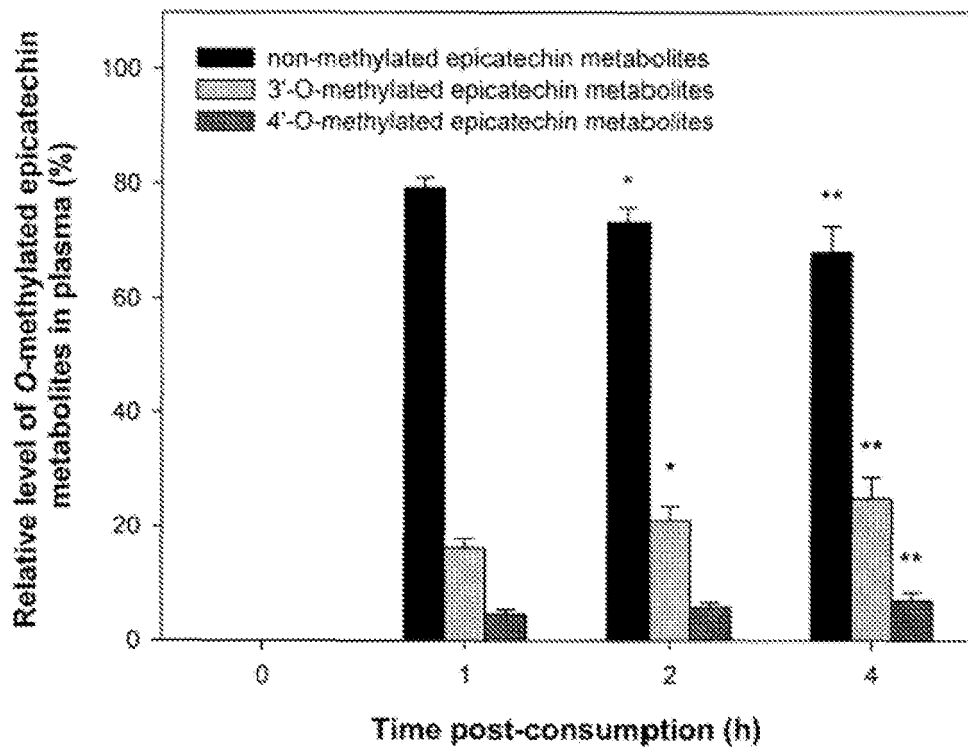 Relative level of O-methylated epicatechin
metabolites in plasma (%)
100
80
60
40
20
0
non-methylated epicatechin metabolites
3'-O-methylated epicatechin metabolites
4'-O-methylated epicatechin metabolites
*
**
*
**
**
0 1 2 4
Time post-consumption (h)